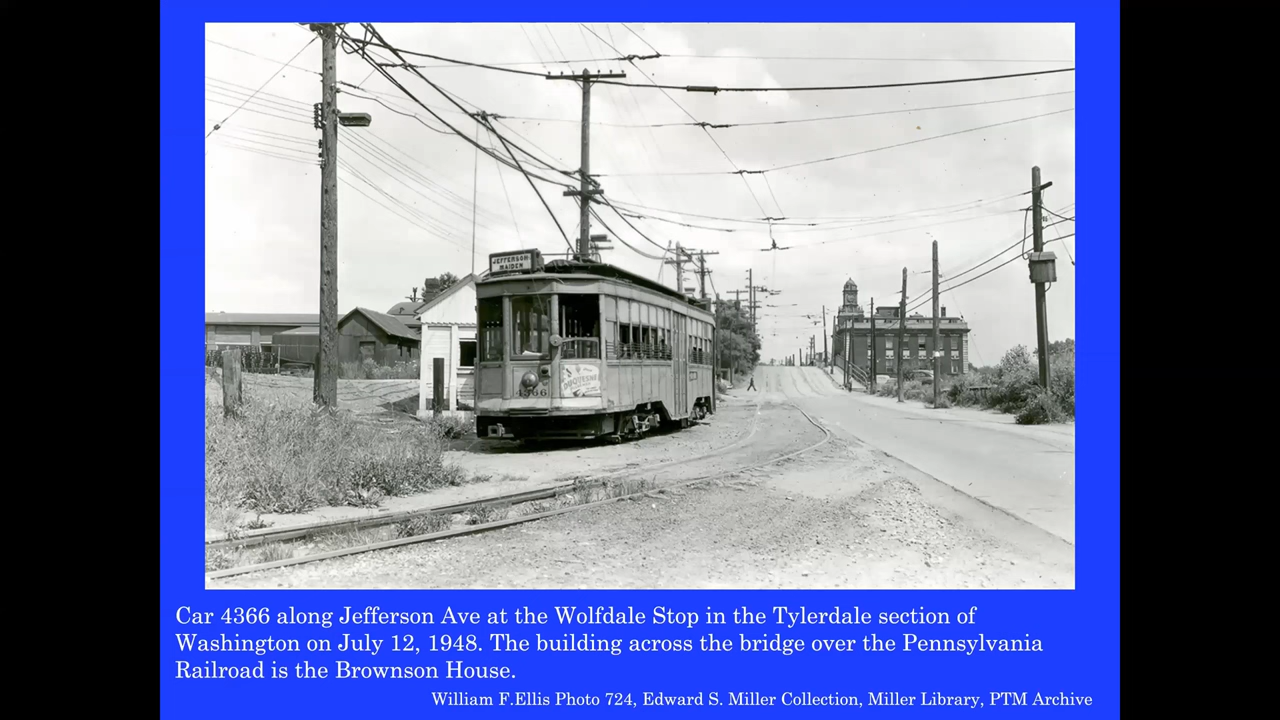 JEFFERSON
MAIDEN
DUQUESNE
4366
Car 4366 along Jefferson Ave at the Wolfdale Stop in the Tylerdale section of
Washington on July 12, 1948. The building across the bridge over the Pennsylvania
Railroad is the Brownson House.
William F.Ellis Photo 724, Edward S. Miller Collection, Miller Library, PTM Archive